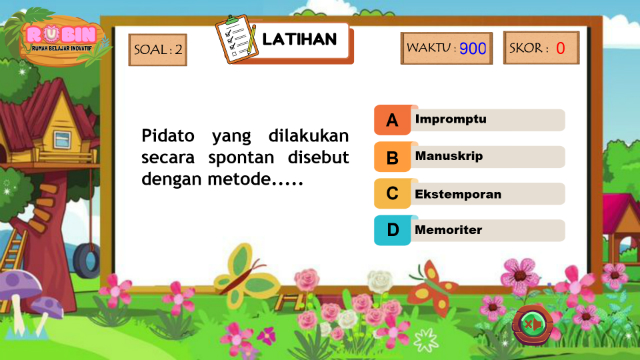 RUBIN
RUMAH BELAJAR INOVATIF
SOAL : 2
LATIHAN
WAKTU : 900
SKOR : 0
Pidato yang dilakukan
secara spontan disebut
dengan metode.....
A Impromptu
B Manuskrip
C Ekstemporan
D Memoriter